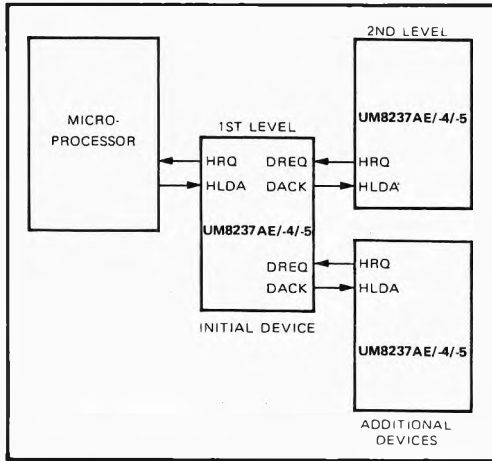 MICRO-
PROCESSOR
1ST LEVEL
HRQ DREQ
HLDA DACK
UM8237AE/-4/-5
DREQ
DACK
INITIAL DEVICE
2ND LEVEL
UM8237AE/-4/-5
HRQ
HLDA
HRQ
HLDA
UM8237AE/-4/-5
ADDITIONAL
DEVICES